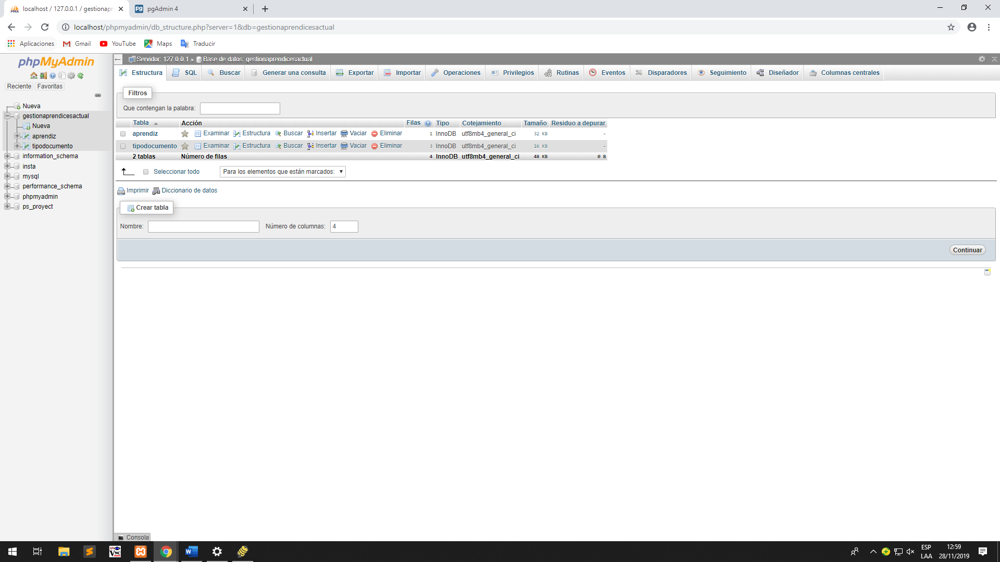 localhost / 127.0.0.1 / gestionapr
pgAdmin 4
localhost/phpmyadmin/db_structure.php?server=1&db=gestionaprendicesactual
Aplicaciones Gmail YouTube Maps Traducir
phpMyAdmin
Reciente Favoritas
Nueva
gestionaprendicesactual
Nueva
aprendiz
tipodocumento
information_schema
insta
mysql
performance_schema
phpmyadmin
ps_proyect
Servidor: 127.0.0.1 » Base de datos: gestionaprendicesactual
Estructura SQL Buscar Generar una consulta Exportar Importar Operaciones Privilegios Rutinas Eventos Disparadores Seguimiento Diseñador Columnas centrales
Filtros
Que contengan la palabra:
Tabla Acción Filas Tipo Cotejamiento Tamaño Residuo a depurar
aprendiz Examinar Estructura Buscar Insertar Vaciar Eliminar 1 InnoDB utf8mb4_general_ci 32 KB -
tipodocumento Examinar Estructura Buscar Insertar Vaciar Eliminar 3 InnoDB utf8mb4_general_ci 16 KB -
2 tablas Número de filas 4 InnoDB utf8mb4_general_ci 48 KB 0 B
Seleccionar todo Para los elementos que están marcados:
Imprimir Diccionario de datos
Crear tabla
Nombre: Número de columnas: 4
Continuar
Consola
ESP
LAA
12:59
28/11/2019